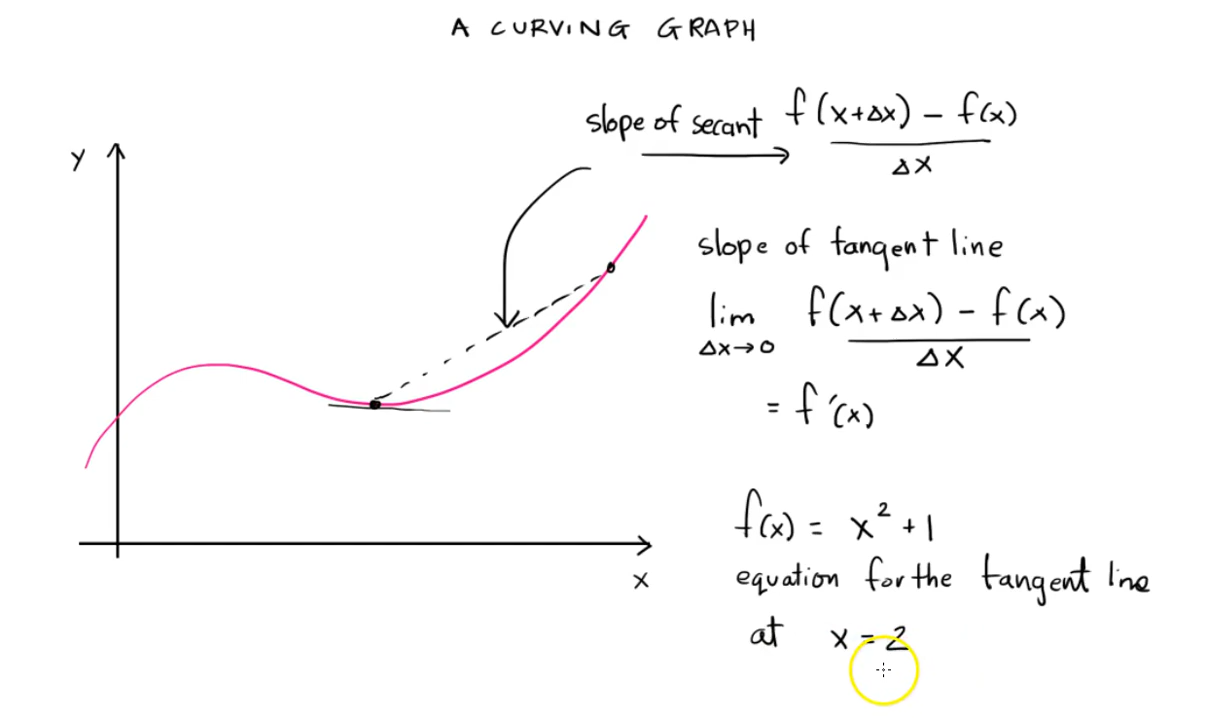 A CURVING GRAPH
slope of secant f(x+Δx) - f(x)
Δx
y
slope of tangent line
lim f(x+Δx) - f(x)
Δx→0 Δx
= f'(x)
f(x) = x² + 1
equation for the tangent line
x
at x = 2